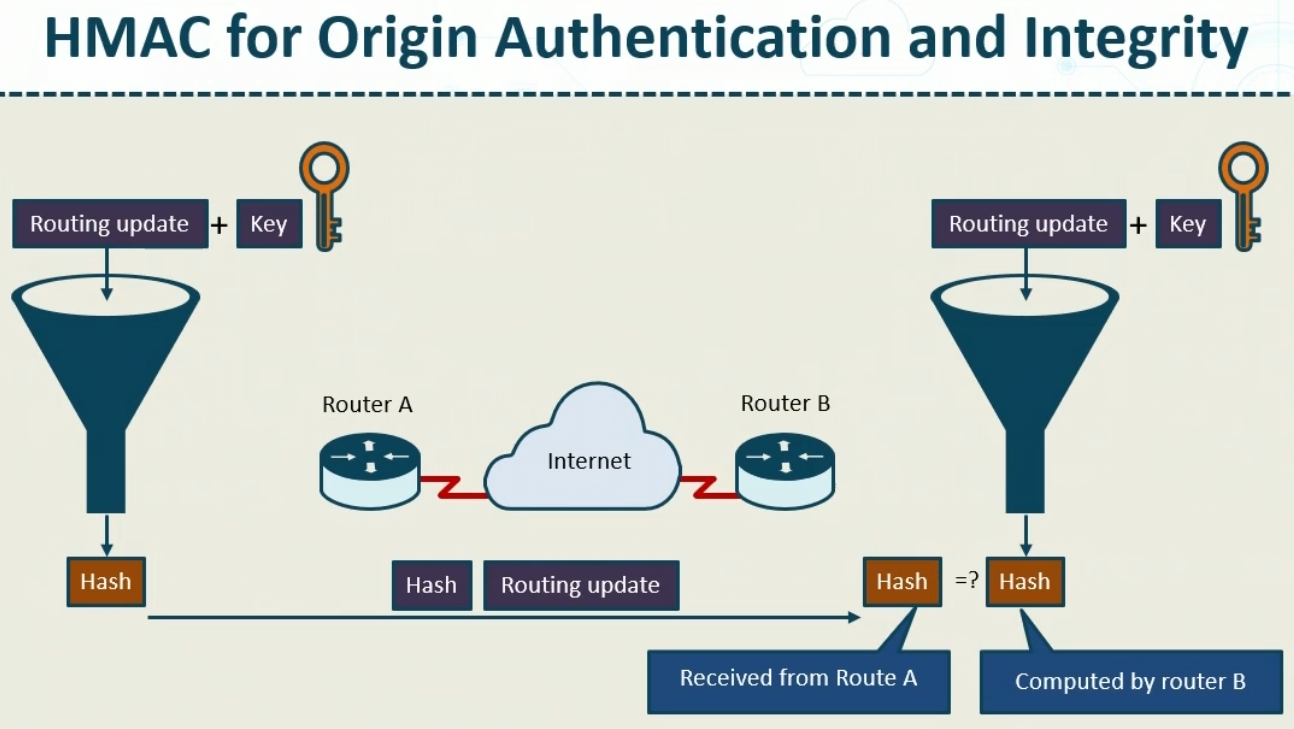 HMAC for Origin Authentication and Integrity
Routing update + Key
Routing update + Key
Router A
Router B
Internet
Hash
Hash Routing update
Hash =? Hash
Received from Route A
Computed by router B